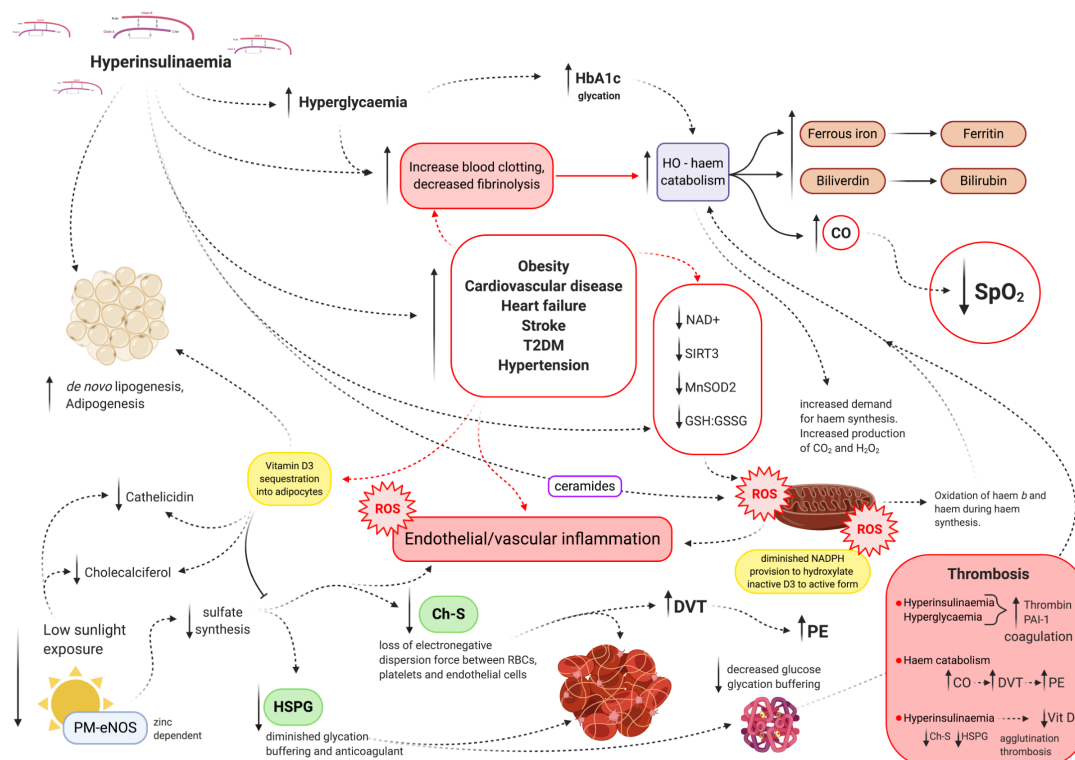 Hyperinsulinaemia
Hyperglycaemia
HbA1c
glycation
Increase blood clotting,
decreased fibrinolysis
HO - haem
catabolism
Ferrous iron
Ferritin
Biliverdin
Bilirubin
CO
SpO₂
Obesity
Cardiovascular disease
Heart failure
Stroke
T2DM
Hypertension
NAD+
SIRT3
MnSOD2
GSH:GSSG
de novo lipogenesis,
Adipogenesis
increased demand
for haem synthesis.
Increased production
of CO₂ and H₂O₂
Vitamin D3
sequestration
into adipocytes
Cathelicidin
Cholecalciferol
ceramides
ROS
ROS
ROS
Endothelial/vascular inflammation
Oxidation of haem b and
haem during haem
synthesis.
diminished NADPH
provision to hydroxylate
inactive D3 to active form
Low sunlight
exposure
sulfate
synthesis
PM-eNOS
zinc
dependent
Ch-S
loss of electronegative
dispersion force between RBCs,
platelets and endothelial cells
HSPG
diminished glycation
buffering and anticoagulant
DVT
PE
decreased glucose
glycation buffering
Thrombosis
Hyperinsulinaemia
Hyperglycaemia
Thrombin
PAI-1
coagulation
Haem catabolism
CO DVT PE
Hyperinsulinaemia Vit D
Ch-S HSPG agglutination
thrombosis